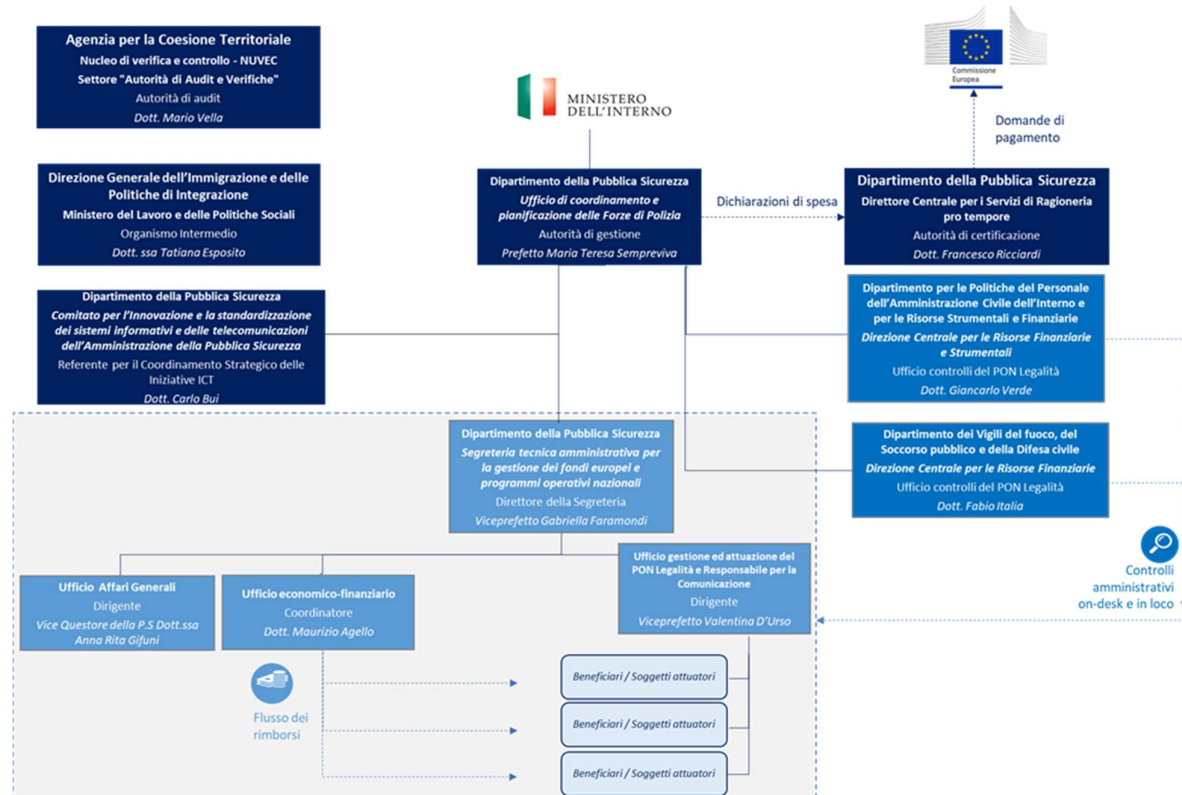 Agenzia per la Coesione Territoriale
Nucleo di verifica e controllo - NUVEC
Settore "Autorità di Audit e Verifiche"
Autorità di audit
Dott. Mario Vella
MINISTERO
DELL'INTERNO
Commissione
Europea
Domande di
pagamento
Direzione Generale dell'Immigrazione e delle
Politiche di Integrazione
Ministero del Lavoro e delle Politiche Sociali
Organismo Intermedio
Dott. ssa Tatiana Esposito
Dipartimento della Pubblica Sicurezza
Ufficio di coordinamento e
pianificazione delle Forze di Polizia
Autorità di gestione
Prefetto Maria Teresa Sempreviva
Dichiarazioni di spesa
Dipartimento della Pubblica Sicurezza
Direttore Centrale per i Servizi di Ragioneria
pro tempore
Autorità di certificazione
Dott. Francesco Ricciardi
Dipartimento della Pubblica Sicurezza
Comitato per l'Innovazione e la standardizzazione
dei sistemi informativi e delle telecomunicazioni
dell'Amministrazione della Pubblica Sicurezza
Referente per il Coordinamento Strategico delle
Iniziative ICT
Dott. Carlo Bui
Dipartimento per le Politiche del Personale
dell'Amministrazione Civile dell'Interno e
per le Risorse Strumentali e Finanziarie
Direzione Centrale per le Risorse Finanziarie
e Strumentali
Ufficio controlli del PON Legalità
Dott. Giancarlo Verde
Dipartimento della Pubblica Sicurezza
Segreteria tecnica amministrativa per
la gestione dei fondi europei e
programmi operativi nazionali
Direttore della Segreteria
Viceprefetto Gabriella Faramondi
Dipartimento dei Vigili del fuoco, del
Soccorso pubblico e della Difesa civile
Direzione Centrale per le Risorse Finanziarie
Ufficio controlli del PON Legalità
Dott. Fabio Italia
Controlli
amministrativi
on-desk e in loco
Ufficio Affari Generali
Dirigente
Vice Questore della P.S Dott.ssa
Anna Rita Gifuni
Ufficio economico-finanziario
Coordinatore
Dott. Maurizio Agello
Ufficio gestione ed attuazione del
PON Legalità e Responsabile per la
Comunicazione
Dirigente
Viceprefetto Valentina D'Urso
Flusso dei
rimborsi
Beneficiari / Soggetti attuatori
Beneficiari / Soggetti attuatori
Beneficiari / Soggetti attuatori